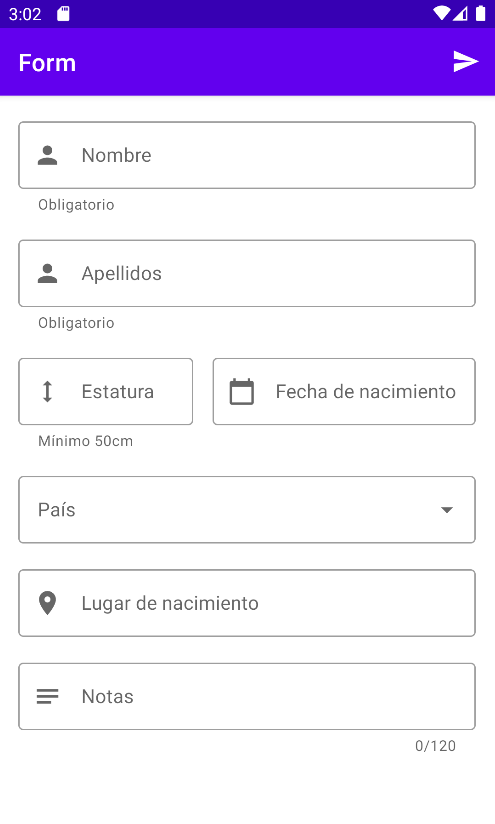 3:02
Form
Nombre
Obligatorio
Apellidos
Obligatorio
Estatura
Fecha de nacimiento
Mínimo 50cm
País
Lugar de nacimiento
Notas
0/120